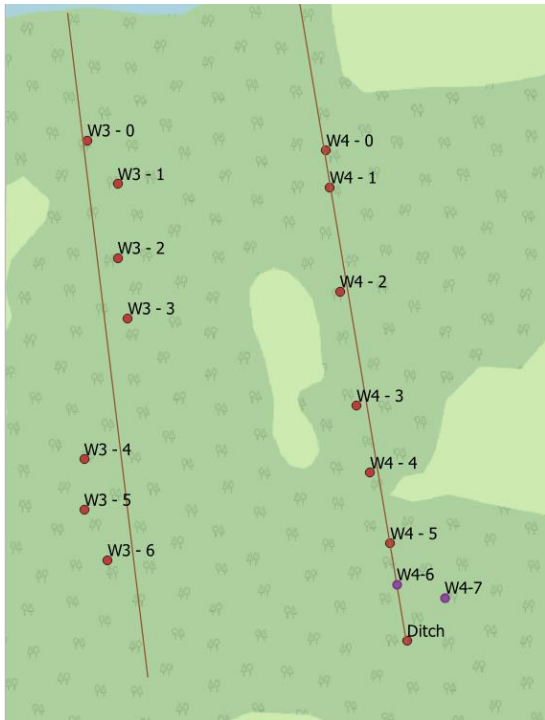 W3 - 0
W3 - 1
W3 - 2
W3 - 3
W3 - 4
W3 - 5
W3 - 6
W4 - 0
W4 - 1
W4 - 2
W4 - 3
W4 - 4
W4 - 5
W4-6
W4-7
Ditch